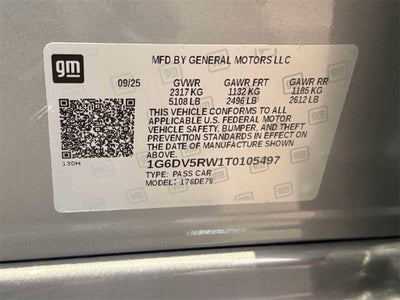 gm
MFD BY GENERAL MOTORS LLC
09/25 GVWR GAWR FRT GAWR RR
2317 KG 1132 KG 1185 KG
5108 LB 2496 LB 2612 LB
THIS VEHICLE CONFORMS TO ALL
APPLICABLE U.S. FEDERAL MOTOR
VEHICLE SAFETY, BUMPER, AND THEFT
PREVENTION STANDARDS IN EFFECT ON
THE DATE OF MANUFACTURE
SHOWN ABOVE.
1G6DV5RW1T0105497
TYPE: PASS CAR
MODEL: 176DE79